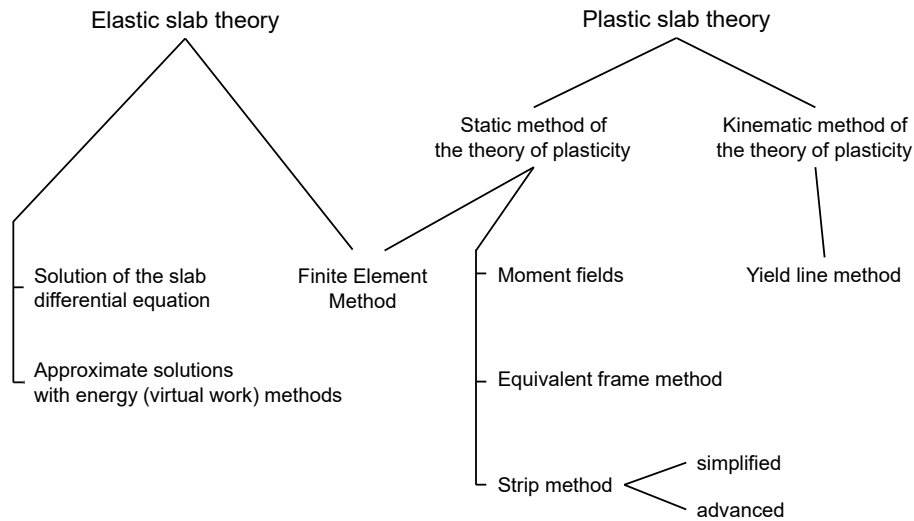 Elastic slab theory
Plastic slab theory
Static method of
the theory of plasticity
Kinematic method of
the theory of plasticity
Solution of the slab
differential equation
Finite Element
Method
Moment fields
Yield line method
Approximate solutions
with energy (virtual work) methods
Equivalent frame method
Strip method
simplified
advanced